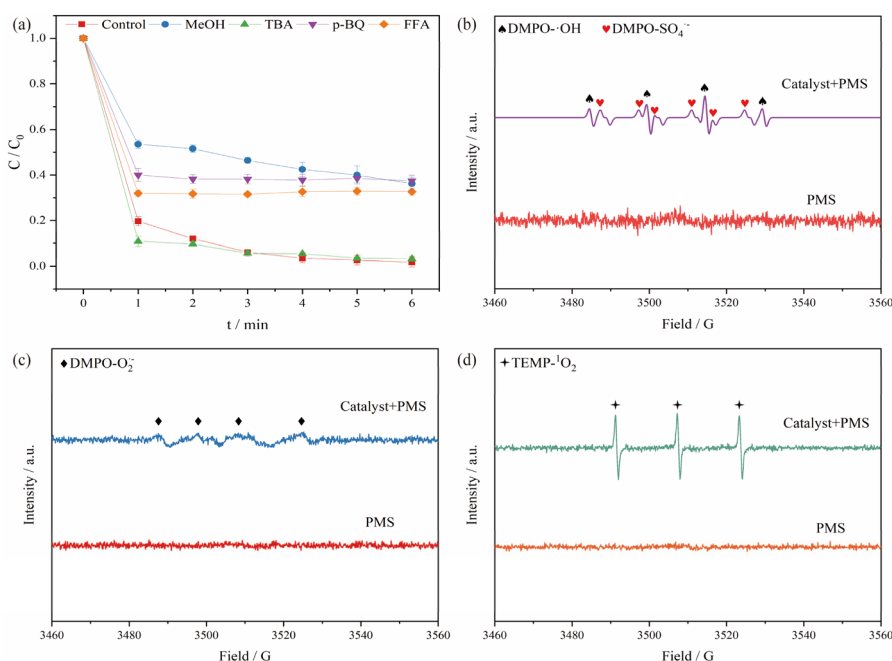 (a)
Control MeOH TBA p-BQ FFA
1.0
0.8
0.6
0.4
0.2
0.0
C / C₀
0 1 2 3 4 5 6
t / min
(b)
DMPO-·OH DMPO-SO₄·⁻
Catalyst+PMS
PMS
Intensity / a.u.
3460 3480 3500 3520 3540 3560
Field / G
(c)
DMPO-O₂·⁻
Catalyst+PMS
PMS
Intensity / a.u.
3460 3480 3500 3520 3540 3560
Field / G
(d)
TEMP-¹O₂
Catalyst+PMS
PMS
Intensity / a.u.
3460 3480 3500 3520 3540 3560
Field / G